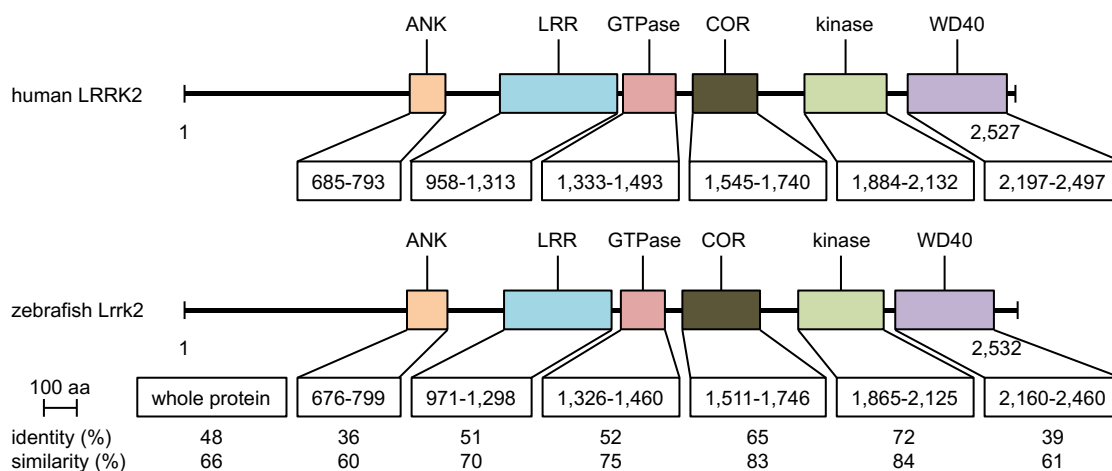 ANK LRR GTPase COR kinase WD40
human LRRK2
1 2,527
685-793 958-1,313 1,333-1,493 1,545-1,740 1,884-2,132 2,197-2,497
ANK LRR GTPase COR kinase WD40
zebrafish Lrrk2
1 2,532
100 aa
whole protein 676-799 971-1,298 1,326-1,460 1,511-1,746 1,865-2,125 2,160-2,460
identity (%) 48 36 51 52 65 72 39
similarity (%) 66 60 70 75 83 84 61